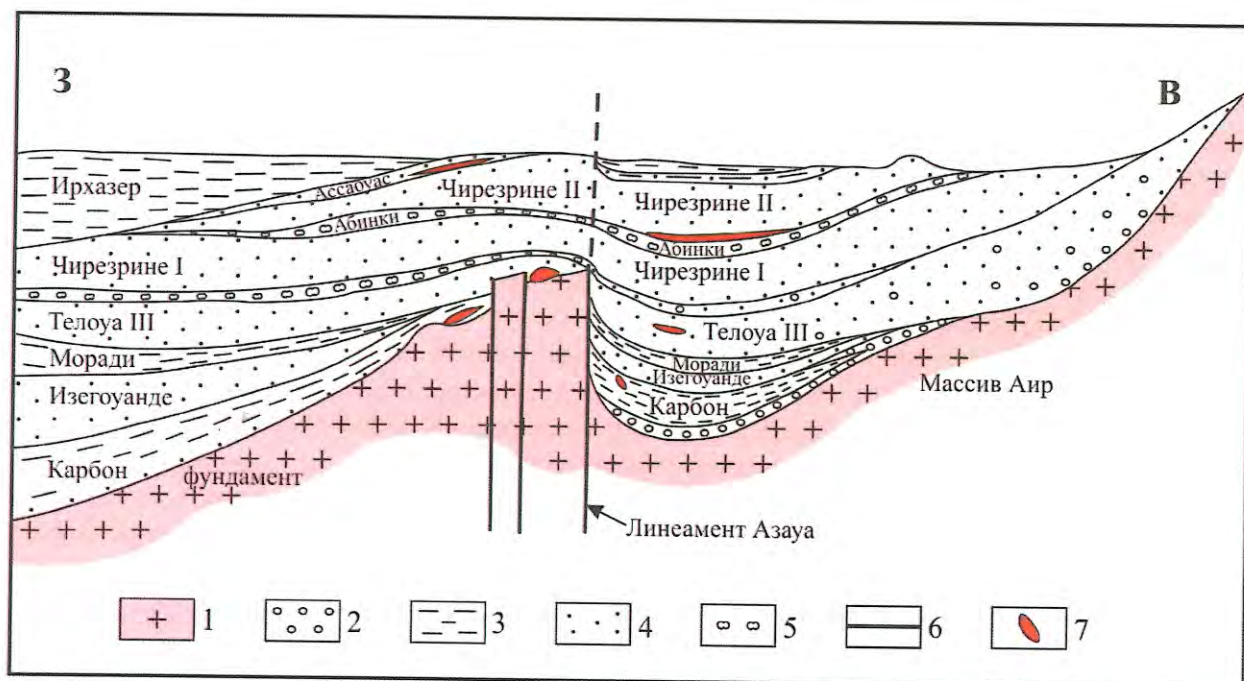 З
В
Ирхазер
Ассаоуас
Чирезрине II
Чирезрине II
Абинки
Абинки
Чирезрине I
Чирезрине I
Телоуа III
Телоуа III
Моради
Моради
Изегоуанде
Изегоуанде
Карбон
Карбон
Массив Аир
фундамент
Линеамент Азауа
1
2
3
4
5
6
7